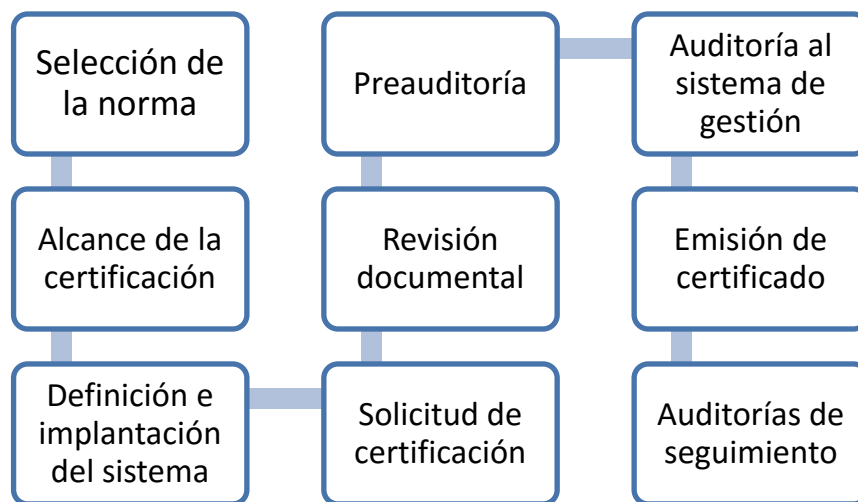 Selección de
la norma
Alcance de la
certificación
Definición e
implantación
del sistema
Solicitud de
certificación
Revisión
documental
Preauditoría
Auditoría al
sistema de
gestión
Emisión de
certificado
Auditorías de
seguimiento